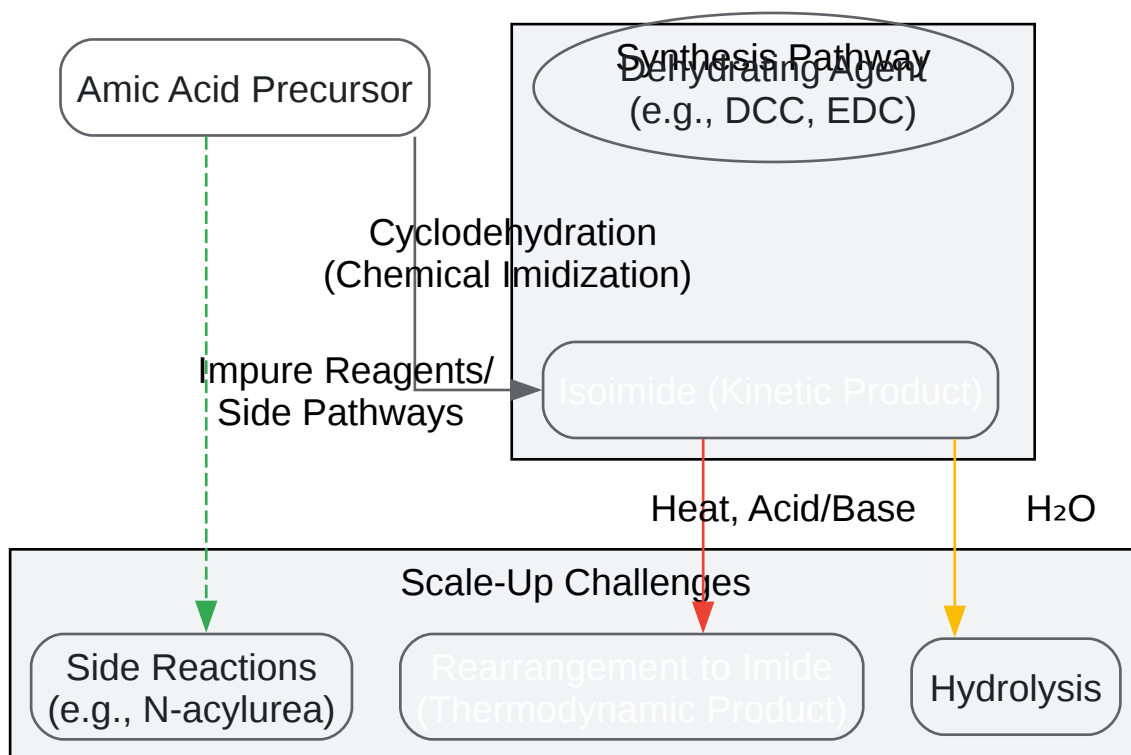 Synthesis Pathway
Amic Acid Precursor
Dehydrating Agent
(e.g., DCC, EDC)
Cyclodehydration
(Chemical Imidization)
Impure Reagents/
Side Pathways
Isoimide (Kinetic Product)
Heat, Acid/Base
H₂O
Scale-Up Challenges
Side Reactions
(e.g., N-acylurea)
Rearrangement to Imide
(Thermodynamic Product)
Hydrolysis